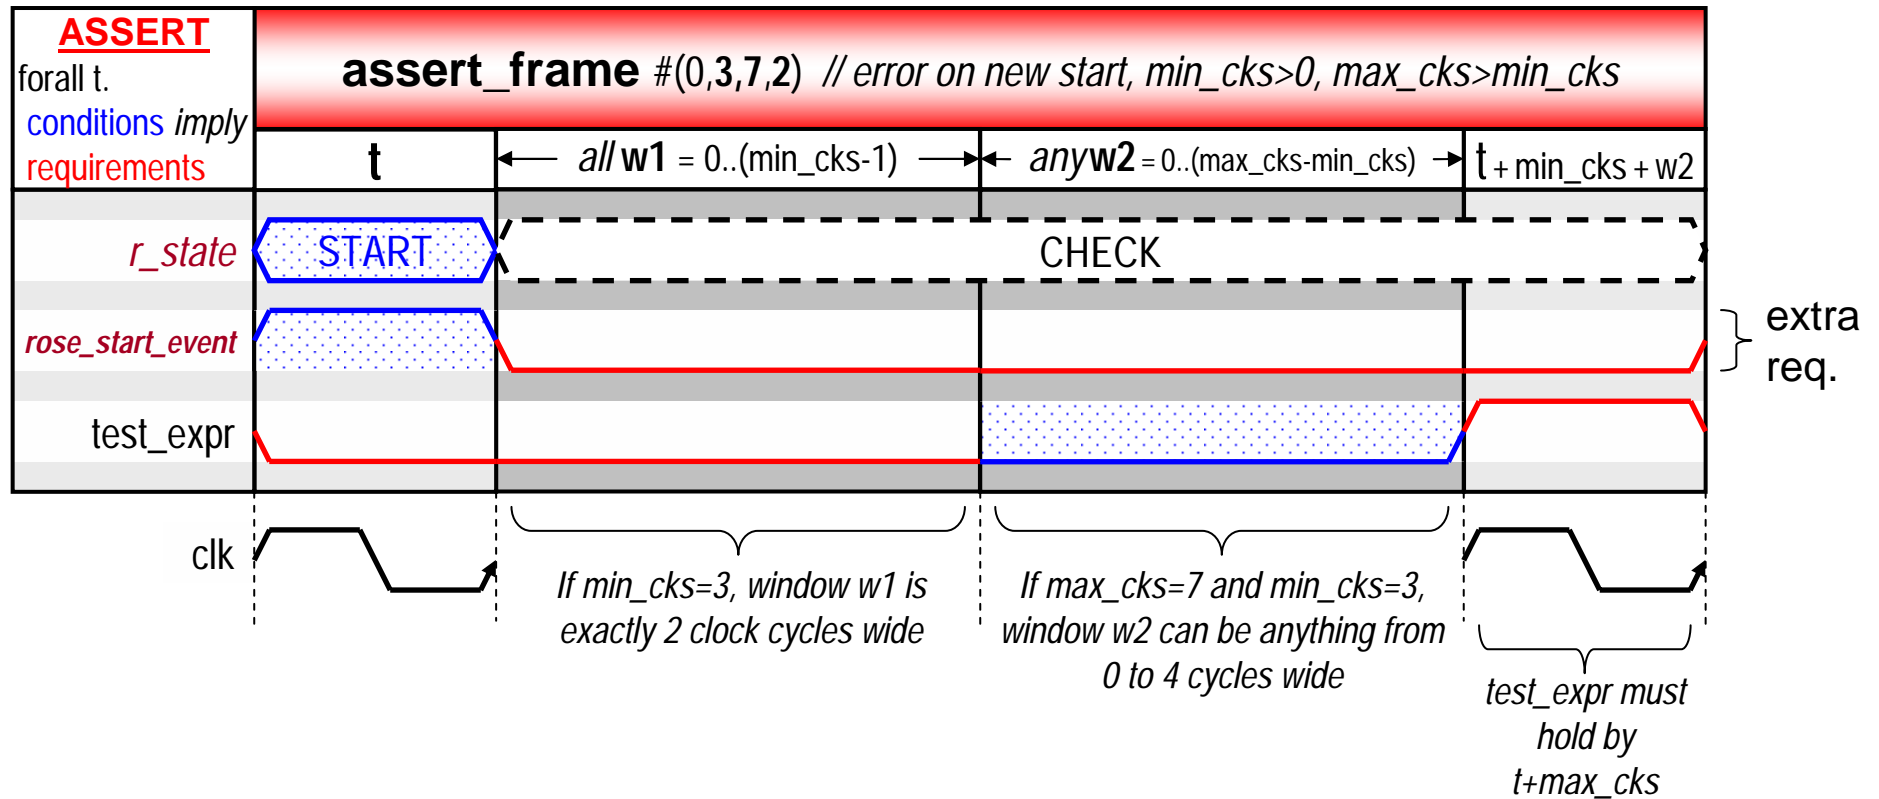 ASSERT
forall t.
conditions imply
requirements
assert_frame #(0,3,7,2) // error on new start, min_cks>0, max_cks>min_cks
t
all w1 = 0..(min_cks-1)
any w2 = 0..(max_cks-min_cks)
t + min_cks + w2
r_state
START
CHECK
rose_start_event
extra
req.
test_expr
clk
If min_cks=3, window w1 is
exactly 2 clock cycles wide
If max_cks=7 and min_cks=3,
window w2 can be anything from
0 to 4 cycles wide
test_expr must
hold by
t+max_cks